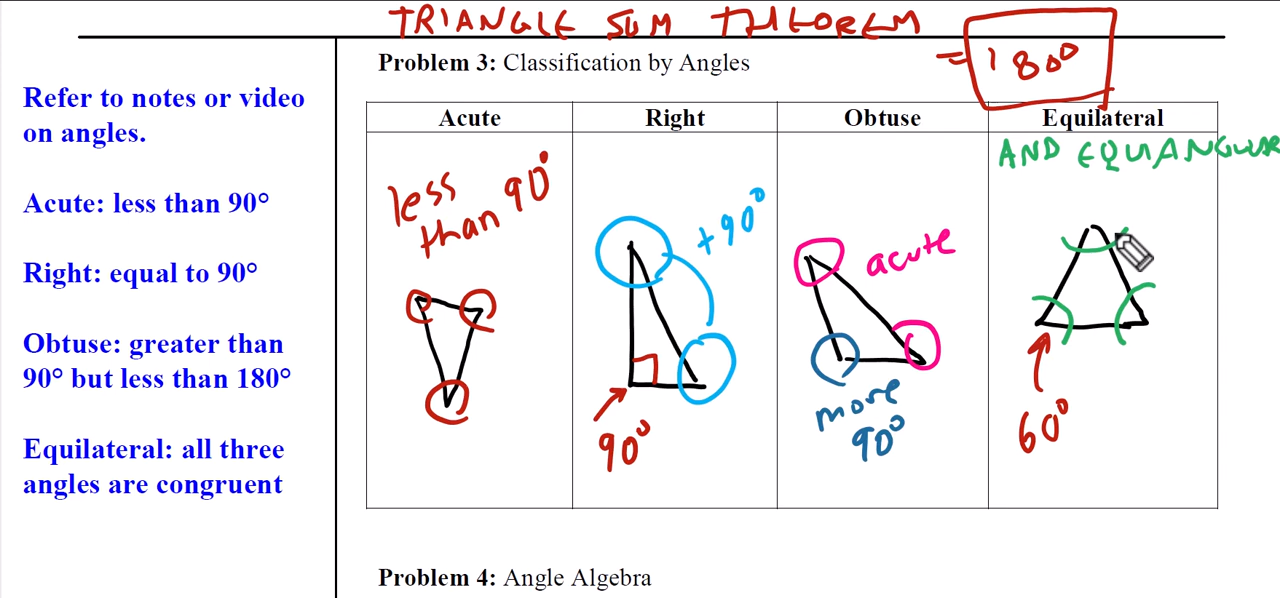 TRIANGLE SUM THEOREM
= 180°
Problem 3: Classification by Angles
Refer to notes or video
on angles.
Acute: less than 90°
Right: equal to 90°
Obtuse: greater than
90° but less than 180°
Equilateral: all three
angles are congruent
Acute
Right
Obtuse
Equilateral
AND EQUIANGULAR
less
than 90°
+90°
90°
acute
more
90°
60°
Problem 4: Angle Algebra